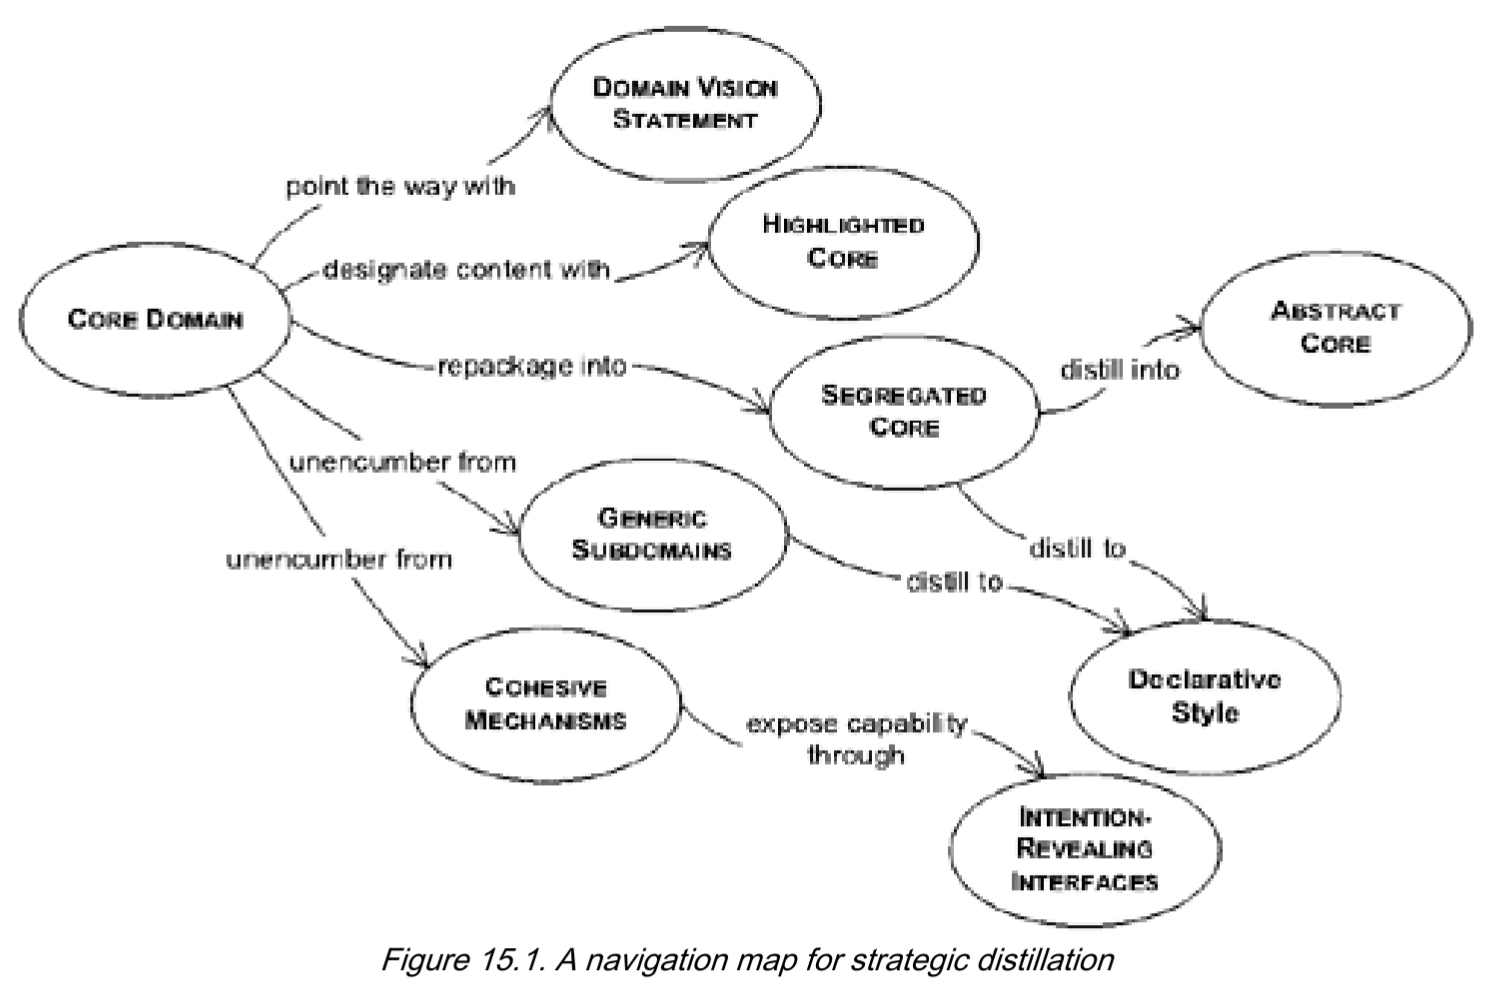 DOMAIN VISION
STATEMENT
point the way with
HIGHLIGHTED
CORE
designate content with
CORE DOMAIN
ABSTRACT
CORE
repackage into
distill into
SEGREGATED
CORE
unencumber from
GENERIC
SUBDOMAINS
distill to
unencumber from
distill to
COHESIVE
MECHANISMS
Declarative
Style
expose capability
through
INTENTION-
REVEALING
INTERFACES
Figure 15.1. A navigation map for strategic distillation